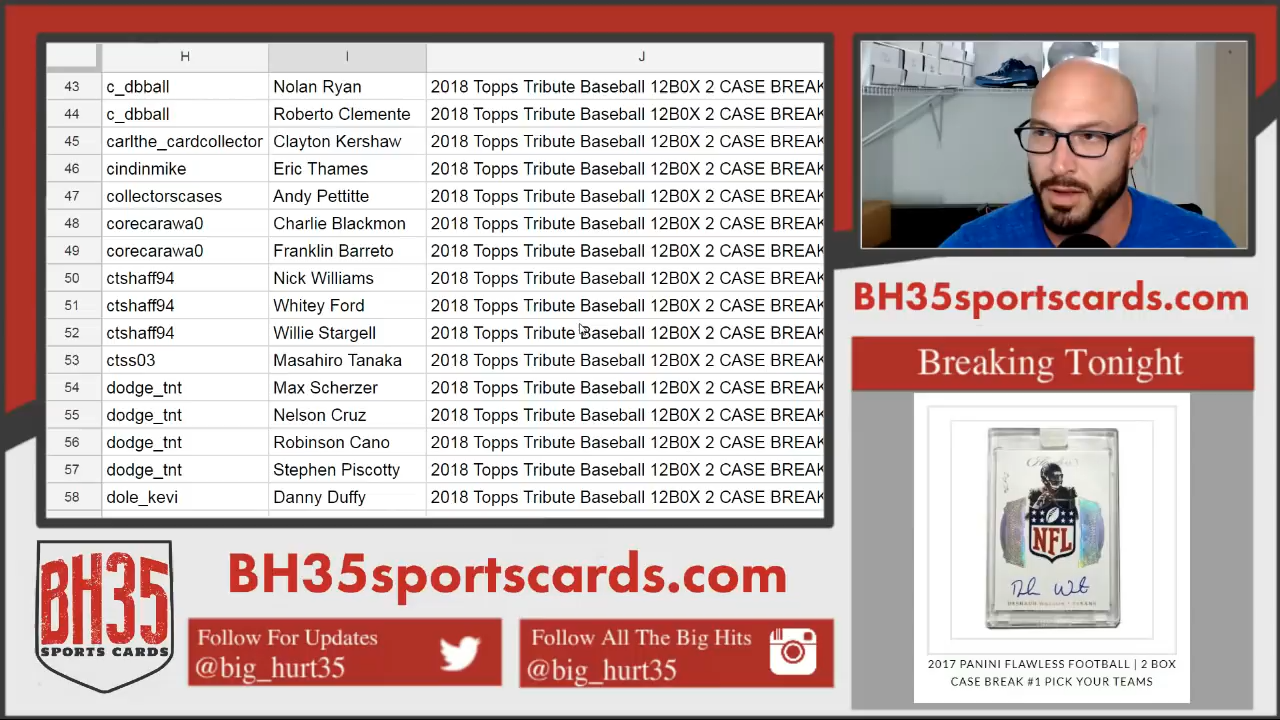 H I J
43 c_dbball Nolan Ryan 2018 Topps Tribute Baseball 12B0X 2 CASE BREAK
44 c_dbball Roberto Clemente 2018 Topps Tribute Baseball 12B0X 2 CASE BREAK
45 carlthe_cardcollector Clayton Kershaw 2018 Topps Tribute Baseball 12B0X 2 CASE BREAK
46 cindinmike Eric Thames 2018 Topps Tribute Baseball 12B0X 2 CASE BREAK
47 collectorscases Andy Pettitte 2018 Topps Tribute Baseball 12B0X 2 CASE BREAK
48 corecarawa0 Charlie Blackmon 2018 Topps Tribute Baseball 12B0X 2 CASE BREAK
49 corecarawa0 Franklin Barreto 2018 Topps Tribute Baseball 12B0X 2 CASE BREAK
50 ctshaff94 Nick Williams 2018 Topps Tribute Baseball 12B0X 2 CASE BREAK
51 ctshaff94 Whitey Ford 2018 Topps Tribute Baseball 12B0X 2 CASE BREAK
52 ctshaff94 Willie Stargell 2018 Topps Tribute Baseball 12B0X 2 CASE BREAK
53 ctss03 Masahiro Tanaka 2018 Topps Tribute Baseball 12B0X 2 CASE BREAK
54 dodge_tnt Max Scherzer 2018 Topps Tribute Baseball 12B0X 2 CASE BREAK
55 dodge_tnt Nelson Cruz 2018 Topps Tribute Baseball 12B0X 2 CASE BREAK
56 dodge_tnt Robinson Cano 2018 Topps Tribute Baseball 12B0X 2 CASE BREAK
57 dodge_tnt Stephen Piscotty 2018 Topps Tribute Baseball 12B0X 2 CASE BREAK
58 dole_kevi Danny Duffy 2018 Topps Tribute Baseball 12B0X 2 CASE BREAK
BH35sportscards.com
Breaking Tonight
NFL
2017 PANINI FLAWLESS FOOTBALL | 2 BOX
CASE BREAK #1 PICK YOUR TEAMS
BH35
SPORTS CARDS
BH35sportscards.com
Follow For Updates
@big_hurt35
Follow All The Big Hits
@big_hurt35